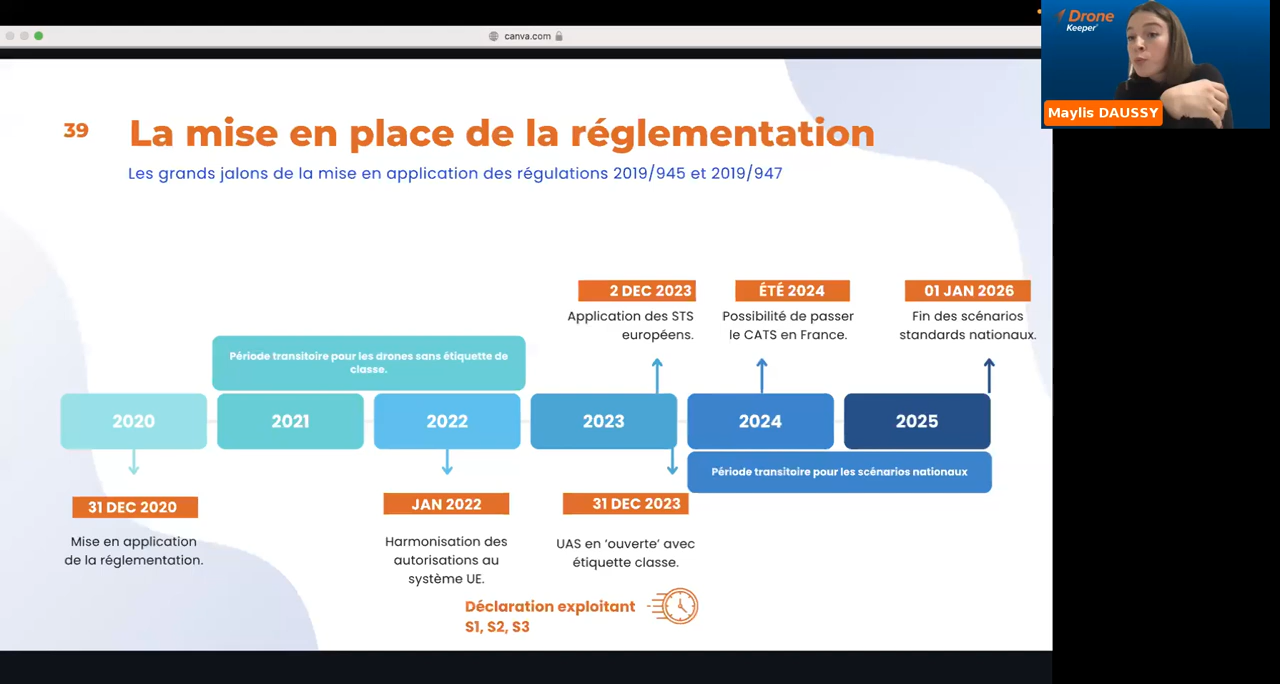 canva.com
Drone
Keeper
Maylis DAUSSY
39
La mise en place de la réglementation
Les grands jalons de la mise en application des régulations 2019/945 et 2019/947
2 DEC 2023
Application des STS
européens.
ÉTÉ 2024
Possibilité de passer
le CATS en France.
01 JAN 2026
Fin des scénarios
standards nationaux.
Période transitoire pour les drones sans étiquette de
classe.
2020
2021
2022
2023
2024
2025
Période transitoire pour les scénarios nationaux
31 DEC 2020
Mise en application
de la réglementation.
JAN 2022
Harmonisation des
autorisations au
système UE.
31 DEC 2023
UAS en ‘ouverte’ avec
étiquette classe.
Déclaration exploitant
S1, S2, S3